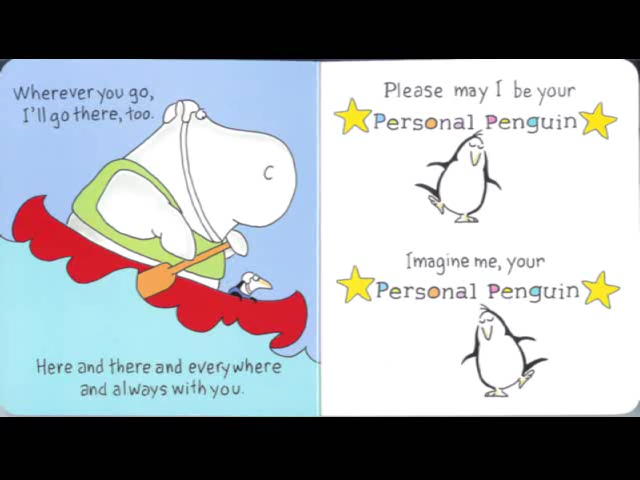 Wherever you go,
I'll go there, too.
Here and there and everywhere
and always with you.
Please may I be your
Personal Penguin
Imagine me, your
Personal Penguin